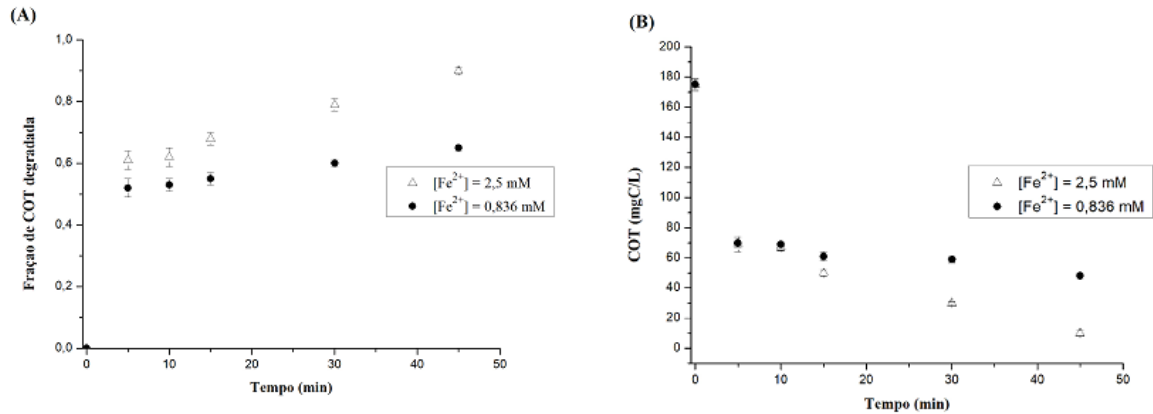 (A)
1,0
0,8
0,6
0,4
0,2
0,0
Fraçao de COT degradada
0 10 20 30 40 50
Tempo (min)
[Fe2+] = 2,5 mM
[Fe2+] = 0,836 mM
(B)
200
180
160
140
120
100
80
60
40
20
0
COT (mgC/L)
0 10 20 30 40 50
Tempo (min)
[Fe2+] = 2,5 mM
[Fe2+] = 0,836 mM